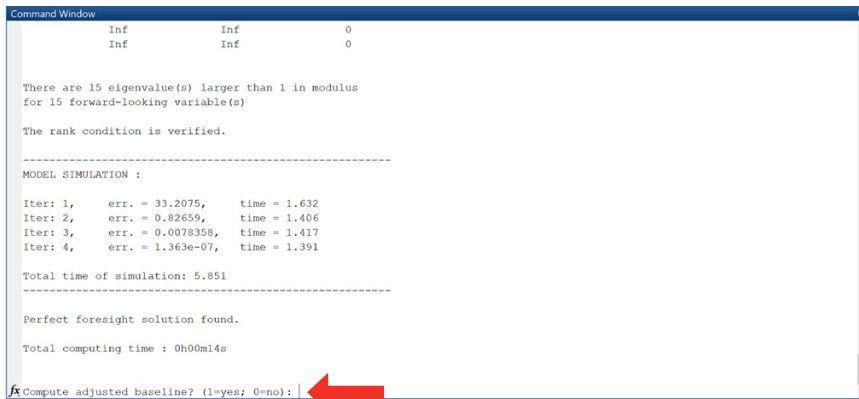 Command Window
Inf Inf 0
Inf Inf 0
There are 15 eigenvalue(s) larger than 1 in modulus
for 15 forward-looking variable(s)
The rank condition is verified.
--------------------------------------------------------
MODEL SIMULATION :
Iter: 1, err. = 33.2075, time = 1.632
Iter: 2, err. = 0.82659, time = 1.406
Iter: 3, err. = 0.0078358, time = 1.417
Iter: 4, err. = 1.363e-07, time = 1.391
Total time of simulation: 5.851
--------------------------------------------------------
Perfect foresight solution found.
Total computing time : 0h00m14s
fx Compute adjusted baseline? (1=yes; 0=no):